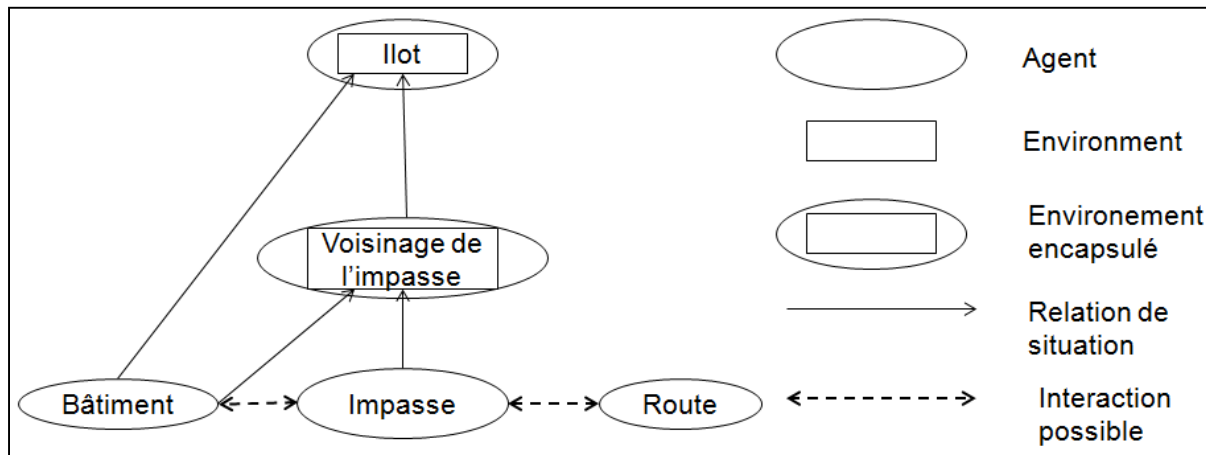 Ilot
Voisinage de
l'impasse
Bâtiment
Impasse
Route
Agent
Environment
Environement
encapsulé
Relation de
situation
Interaction
possible